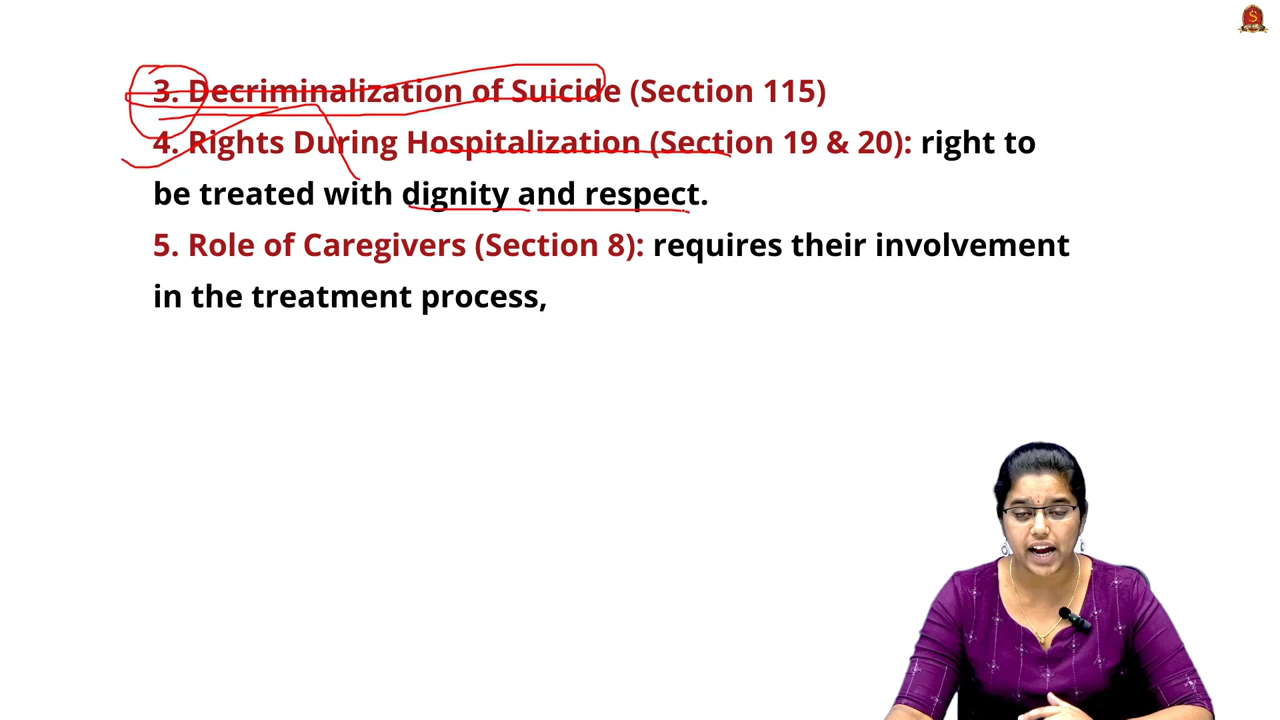 3. Decriminalization of Suicide (Section 115)
4. Rights During Hospitalization (Section 19 & 20): right to
be treated with dignity and respect.
5. Role of Caregivers (Section 8): requires their involvement
in the treatment process,